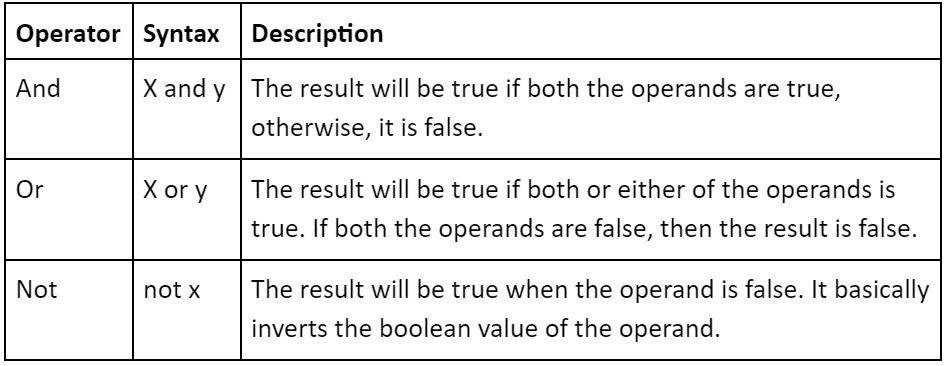 Operator Syntax Description
And X and y The result will be true if both the operands are true,
otherwise, it is false.
Or X or y The result will be true if both or either of the operands is
true. If both the operands are false, then the result is false.
Not not x The result will be true when the operand is false. It basically
inverts the boolean value of the operand.